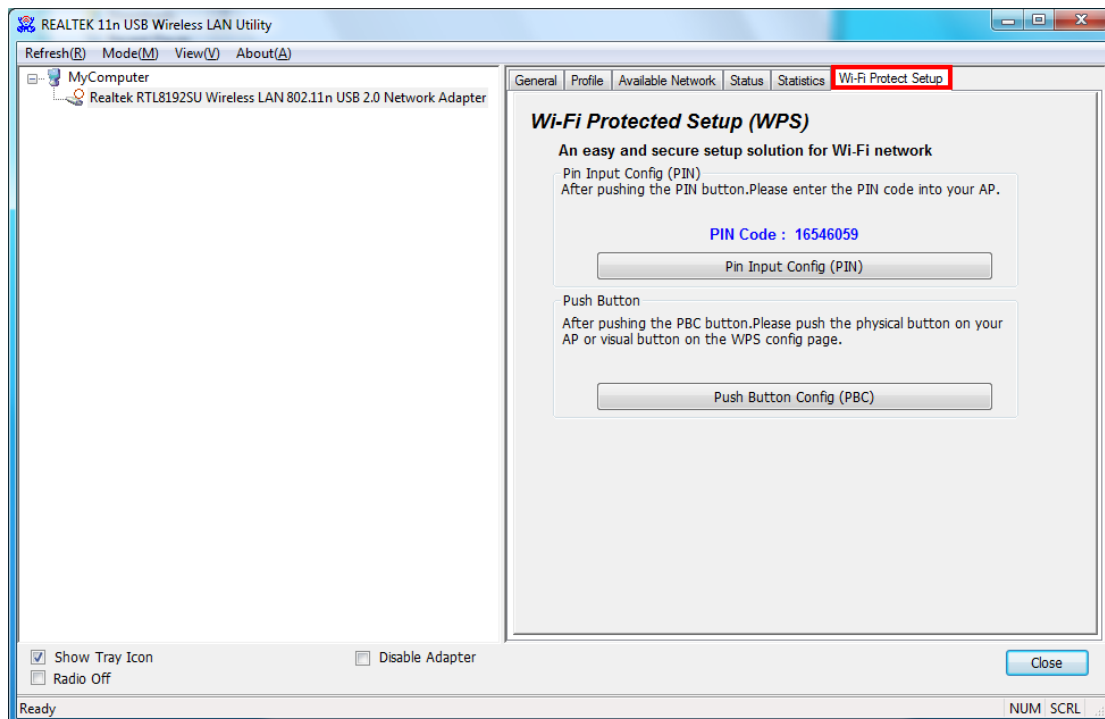 REALTEK 11n USB Wireless LAN Utility
Refresh(R) Mode(M) View(V) About(A)
MyComputer
Realtek RTL8192SU Wireless LAN 802.11n USB 2.0 Network Adapter
General Profile Available Network Status Statistics Wi-Fi Protect Setup
Wi-Fi Protected Setup (WPS)
An easy and secure setup solution for Wi-Fi network
Pin Input Config (PIN)
After pushing the PIN button.Please enter the PIN code into your AP.
PIN Code : 16546059
Pin Input Config (PIN)
Push Button
After pushing the PBC button.Please push the physical button on your
AP or visual button on the WPS config page.
Push Button Config (PBC)
Show Tray Icon
Disable Adapter
Radio Off
Close
Ready
NUM SCRL